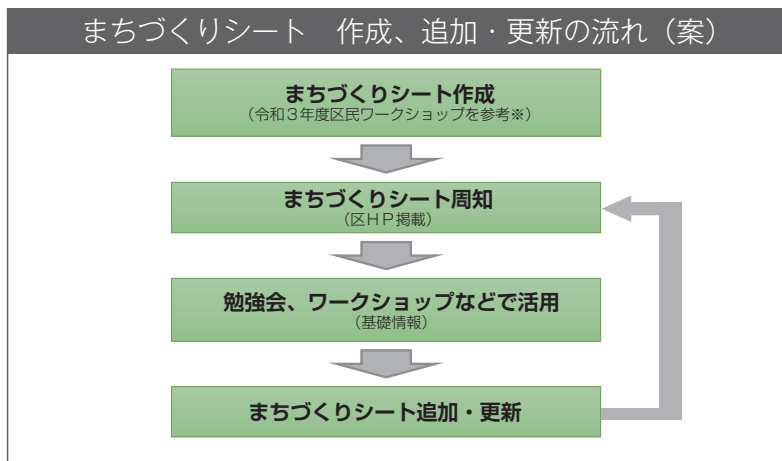 まちづくりシート　作成、追加・更新の流れ（案）
まちづくりシート作成
（令和３年度区民ワークショップを参考※）
まちづくりシート周知
（区ＨＰ掲載）
勉強会、ワークショップなどで活用
（基礎情報）
まちづくりシート追加・更新